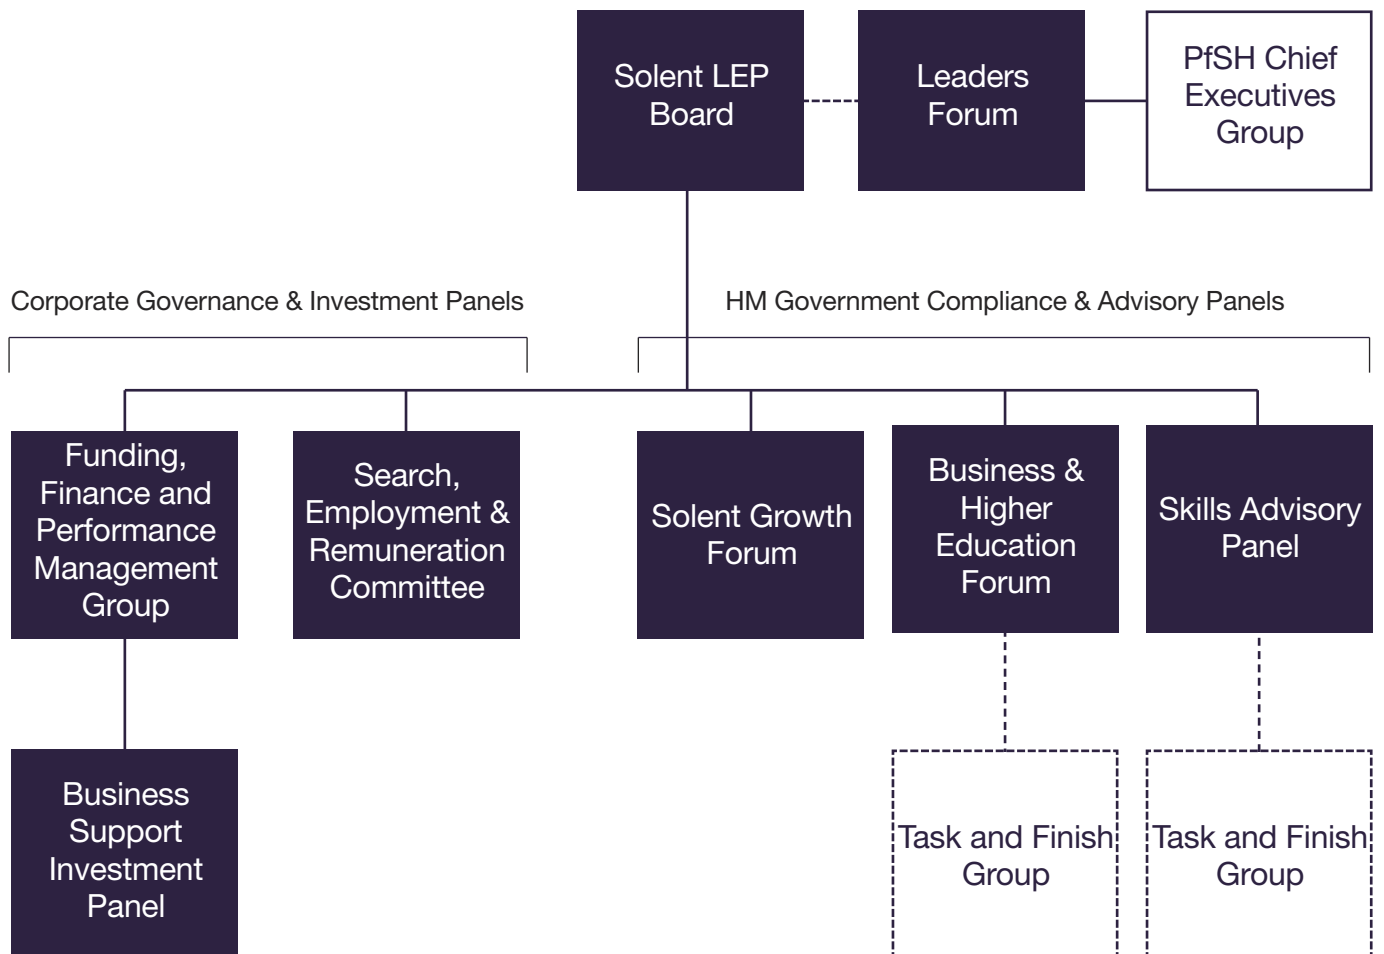 Solent LEP
Board
Leaders
Forum
PfSH Chief
Executives
Group
Corporate Governance & Investment Panels
HM Government Compliance & Advisory Panels
Funding,
Finance and
Performance
Management
Group
Search,
Employment &
Remuneration
Committee
Solent Growth
Forum
Business &
Higher
Education
Forum
Skills Advisory
Panel
Business
Support
Investment
Panel
Task and Finish
Group
Task and Finish
Group